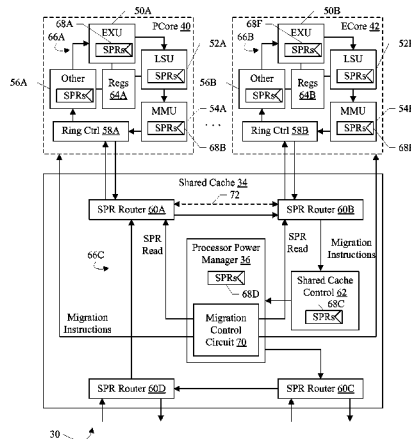 50A
PCore 40
50B
ECore 42
68A
EXU
SPRs
66A
52A
LSU
SPRs
Other
SPRs
56A
Regs
64A
MMU
SPRs
54A
Ring Ctrl 58A
68B
. . .
68F
EXU
SPRs
66B
LSU
SPRs
Other
SPRs
56B
Regs
64B
MMU
SPRs
Ring Ctrl 58B
Shared Cache 34
72
SPR Router 60A
SPR Router 60B
66C
SPR Read
SPR Read
Processor Power Manager 36
SPRs
68D
Migration Instructions
Migration Instructions
Shared Cache Control 62
68C
SPRs
Migration Control Circuit 70
SPR Router 60D
SPR Router 60C
30